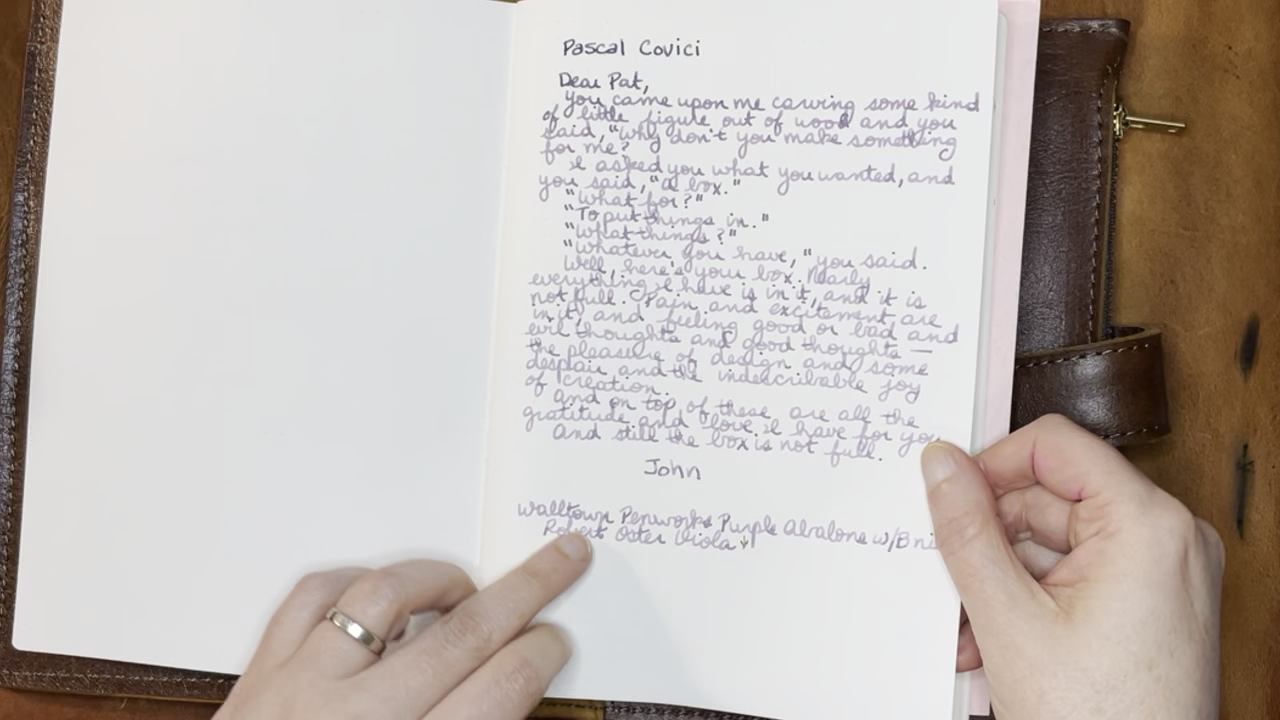 Pascal Covici
Dear Pat,
You came upon me carving some kind
of little figure out of wood and you
said, "why don't you make something
for me?
I asked you what you wanted, and
you said, "a box."
"what for?"
"To put things in."
"what things?"
"whatever you have," you said.
Well, here's your box. Nearly
everything I have is in it, and it is
not full. Pain and excitement are
in it, and feeling good or bad and
evil thoughts and good thoughts —
the pleasure of design and some
despair and the indescribable joy
of creation.
and on top of these are all the
gratitude and love I have for you.
And still the box is not full.
John
Walltown Penworks Purple Abalone w/B ni
Robert Oster Viola